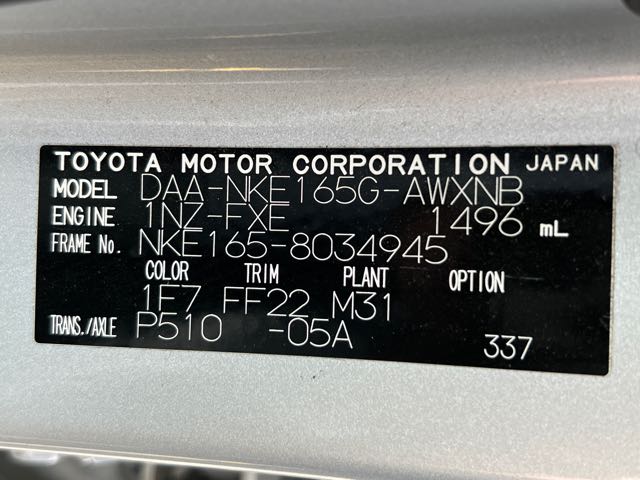 TOYOTA MOTOR CORPORATION JAPAN
MODEL DAA-NKE165G-AWXNB
ENGINE 1NZ-FXE 1496 mL
FRAME No. NKE165-8034945
COLOR TRIM PLANT OPTION
1F7 FF22 M31
TRANS./AXLE P510 -05A
337